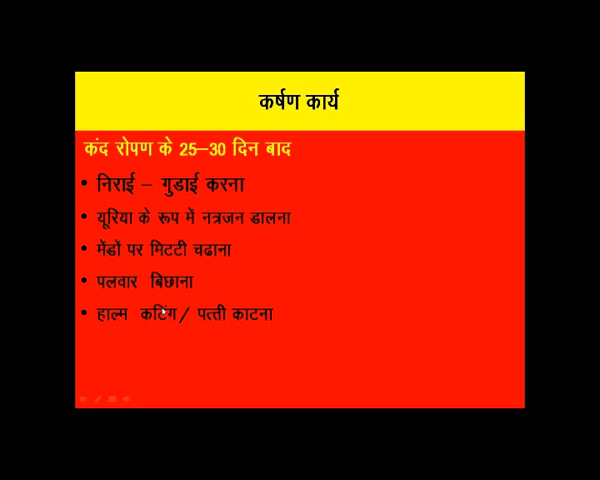 कर्षण कार्य
कंद रोपण के 25–30 दिन बाद
• निराई – गुडाई करना
• यूरिया के रूप में नत्रजन डालना
• मेंडों पर मिटटी चढाना
• पलवार बिछाना
• हाल्म कटिंग/ पत्ती काटना